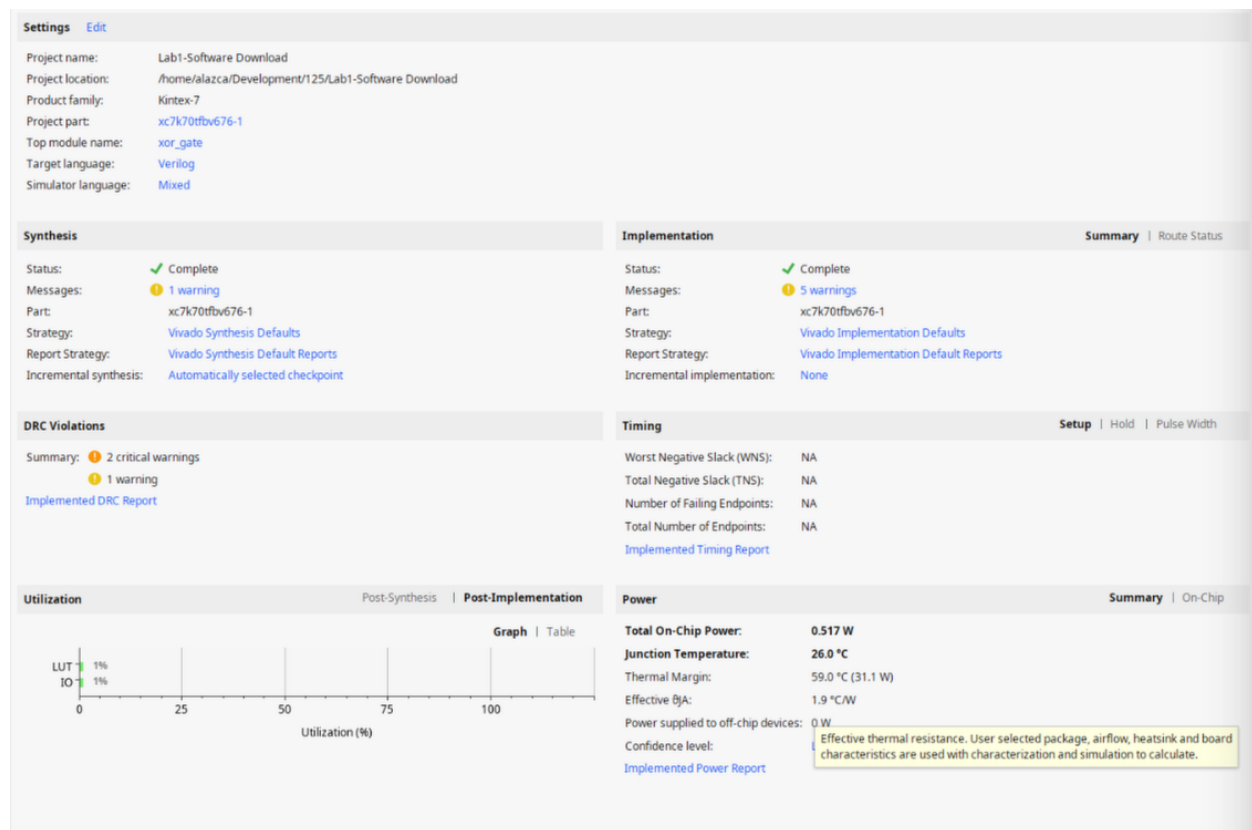 Settings Edit
Project name: Lab1-Software Download
Project location: /home/alazca/Development/125/Lab1-Software Download
Product family: Kintex-7
Project part: xc7k70tfbv676-1
Top module name: xor_gate
Target language: Verilog
Simulator language: Mixed
Synthesis
Status: Complete
Messages: 1 warning
Part: xc7k70tfbv676-1
Strategy: Vivado Synthesis Defaults
Report Strategy: Vivado Synthesis Default Reports
Incremental synthesis: Automatically selected checkpoint
Implementation Summary | Route Status
Status: Complete
Messages: 5 warnings
Part: xc7k70tfbv676-1
Strategy: Vivado Implementation Defaults
Report Strategy: Vivado Implementation Default Reports
Incremental implementation: None
DRC Violations
Summary: 2 critical warnings
1 warning
Implemented DRC Report
Timing Setup | Hold | Pulse Width
Worst Negative Slack (WNS): NA
Total Negative Slack (TNS): NA
Number of Failing Endpoints: NA
Total Number of Endpoints: NA
Implemented Timing Report
Utilization Post-Synthesis | Post-Implementation
Graph | Table
LUT 1%
IO 1%
0 25 50 75 100
Utilization (%)
Power Summary | On-Chip
Total On-Chip Power: 0.517 W
Junction Temperature: 26.0 °C
Thermal Margin: 59.0 °C (31.1 W)
Effective θJA: 1.9 °C/W
Power supplied to off-chip devices: 0 W
Confidence level:
Effective thermal resistance. User selected package, airflow, heatsink and board
characteristics are used with characterization and simulation to calculate.
Implemented Power Report